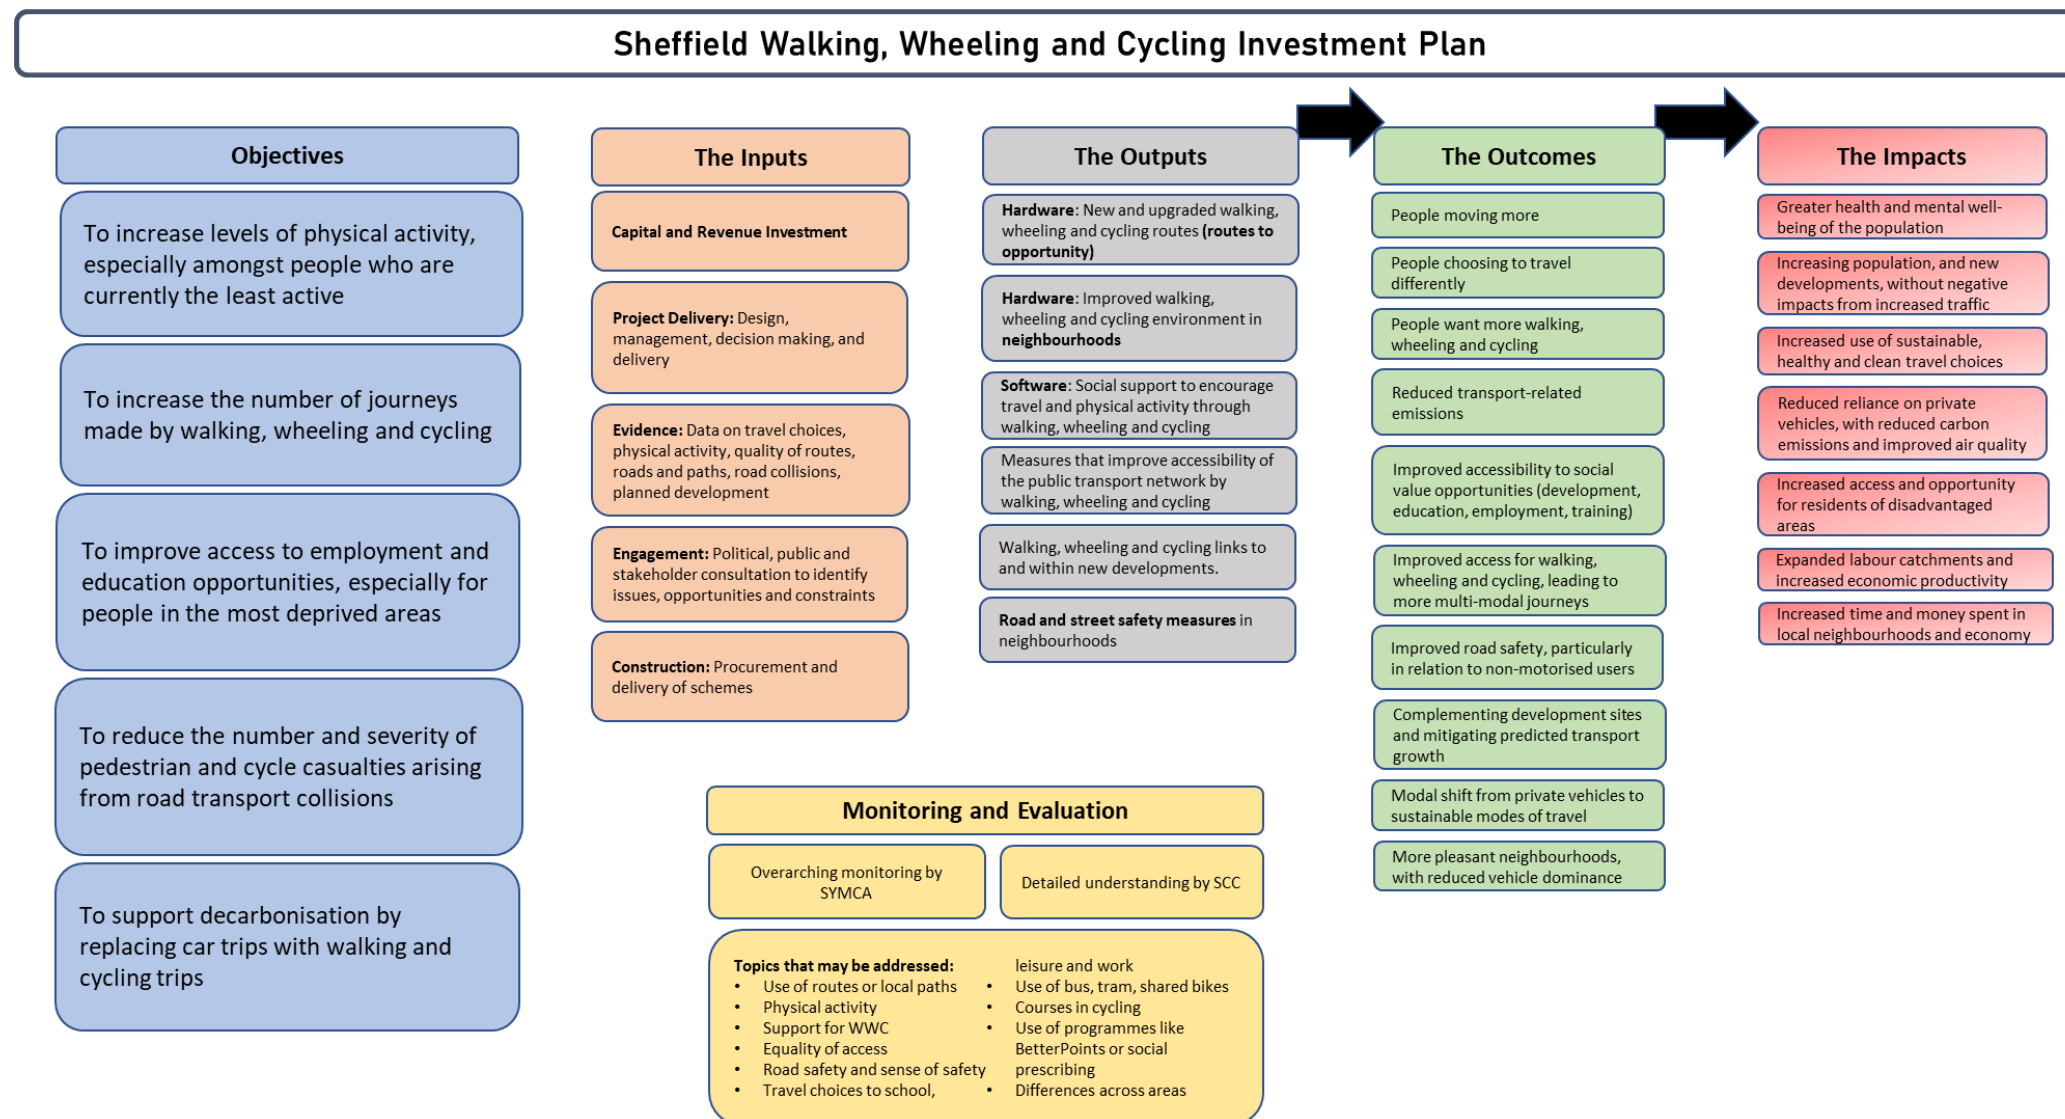 Sheffield Walking, Wheeling and Cycling Investment Plan
Objectives
To increase levels of physical activity,
especially amongst people who are
currently the least active
To increase the number of journeys
made by walking, wheeling and cycling
To improve access to employment and
education opportunities, especially for
people in the most deprived areas
To reduce the number and severity of
pedestrian and cycle casualties arising
from road transport collisions
To support decarbonisation by
replacing car trips with walking and
cycling trips
The Inputs
Capital and Revenue Investment
Project Delivery: Design,
management, decision making, and
delivery
Evidence: Data on travel choices,
physical activity, quality of routes,
roads and paths, road collisions,
planned development
Engagement: Political, public and
stakeholder consultation to identify
issues, opportunities and constraints
Construction: Procurement and
delivery of schemes
The Outputs
Hardware: New and upgraded walking,
wheeling and cycling routes (routes to
opportunity)
Hardware: Improved walking,
wheeling and cycling environment in
neighbourhoods
Software: Social support to encourage
travel and physical activity through
walking, wheeling and cycling
Measures that improve accessibility of
the public transport network by
walking, wheeling and cycling
Walking, wheeling and cycling links to
and within new developments.
Road and street safety measures in
neighbourhoods
The Outcomes
People moving more
People choosing to travel
differently
People want more walking,
wheeling and cycling
Reduced transport-related
emissions
Improved accessibility to social
value opportunities (development,
education, employment, training)
Improved access for walking,
wheeling and cycling, leading to
more multi-modal journeys
Improved road safety, particularly
in relation to non-motorised users
Complementing development sites
and mitigating predicted transport
growth
Modal shift from private vehicles to
sustainable modes of travel
More pleasant neighbourhoods,
with reduced vehicle dominance
The Impacts
Greater health and mental well-
being of the population
Increasing population, and new
developments, without negative
impacts from increased traffic
Increased use of sustainable,
healthy and clean travel choices
Reduced reliance on private
vehicles, with reduced carbon
emissions and improved air quality
Increased access and opportunity
for residents of disadvantaged
areas
Expanded labour catchments and
increased economic productivity
Increased time and money spent in
local neighbourhoods and economy
Monitoring and Evaluation
Overarching monitoring by
SYMCA
Detailed understanding by SCC
Topics that may be addressed:
• Use of routes or local paths
• Physical activity
• Support for WWC
• Equality of access
• Road safety and sense of safety
• Travel choices to school,
leisure and work
• Use of bus, tram, shared bikes
• Courses in cycling
• Use of programmes like
BetterPoints or social
prescribing
• Differences across areas